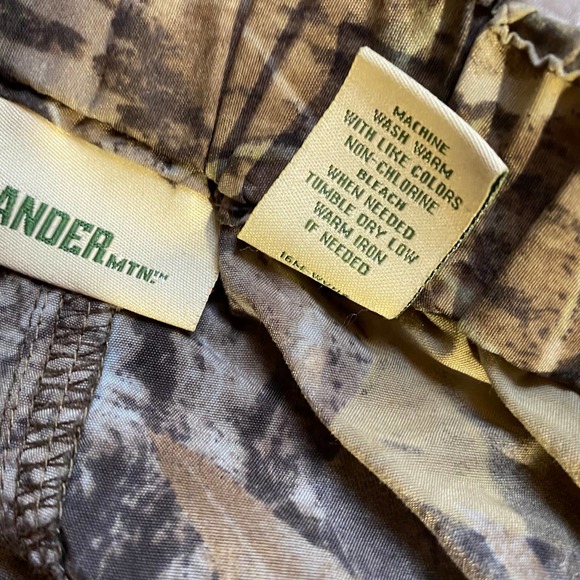 ANDER MTN.™
MACHINE
WASH WARM
WITH LIKE COLORS
NON-CHLORINE
BLEACH
WHEN NEEDED
TUMBLE DRY LOW
WARM IRON
IF NEEDED